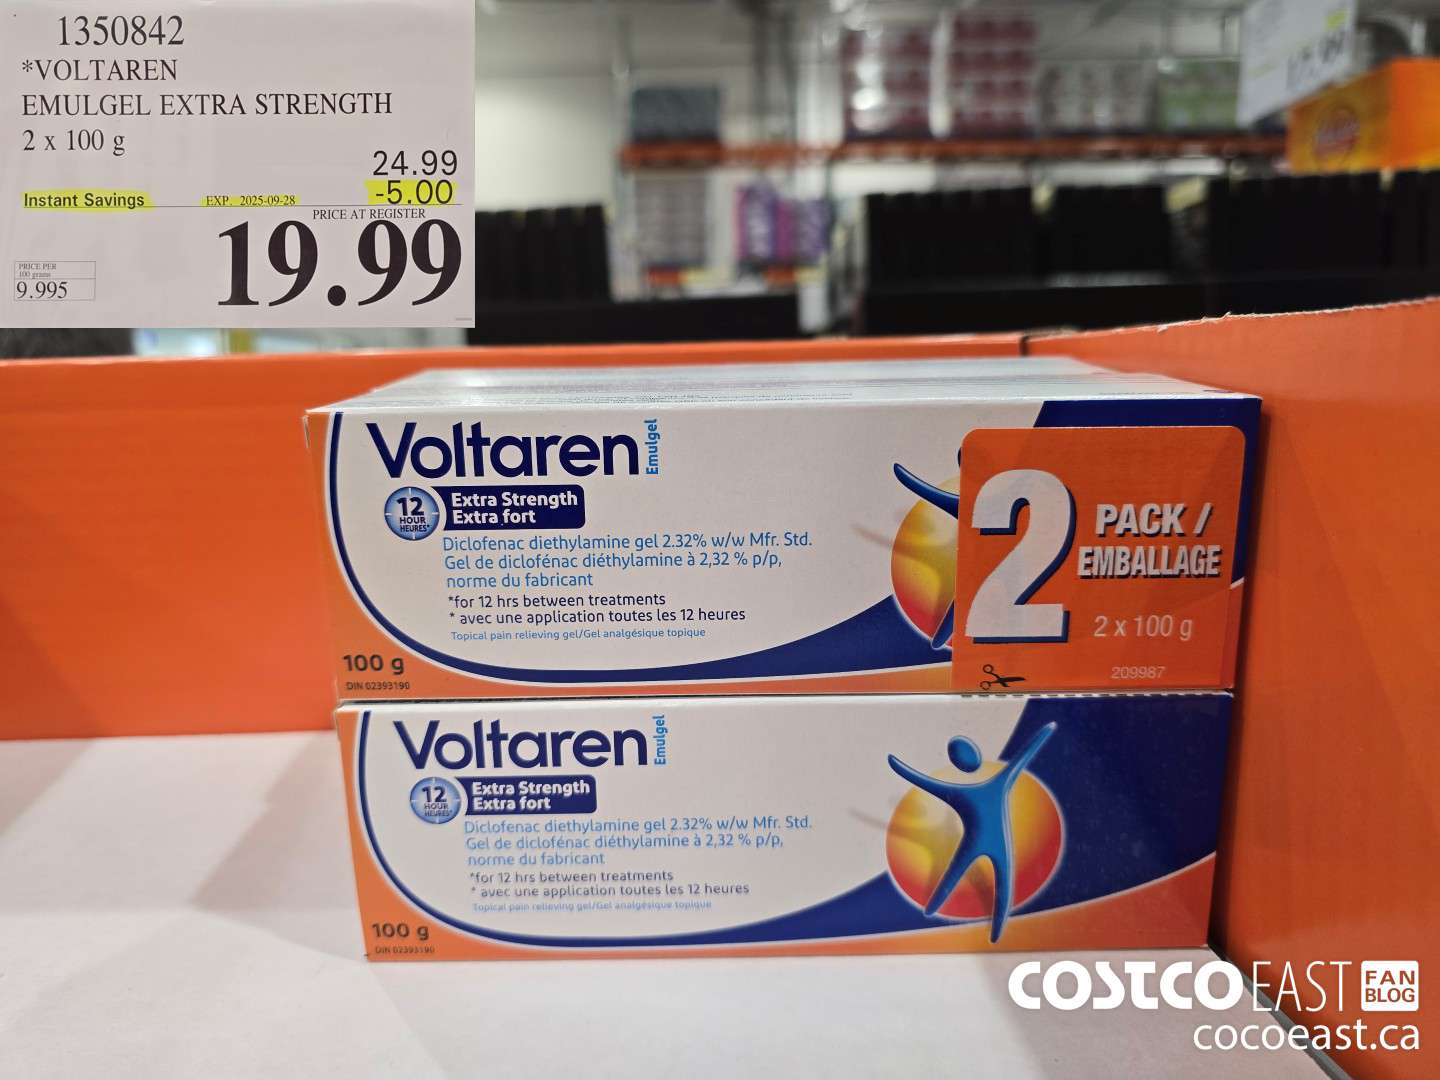 1350842
*VOLTAREN
EMULGEL EXTRA STRENGTH
2 x 100 g
24.99
Instant Savings EXP. 2025-09-28 -5.00
PRICE AT REGISTER
19.99
PRICE PER
100 grams
9.995
Voltaren Emulgel
12 HOUR HEURES*
Extra Strength
Extra fort
Diclofenac diethylamine gel 2.32% w/w Mfr. Std.
Gel de diclofénac diéthylamine à 2,32 % p/p,
norme du fabricant
*for 12 hrs between treatments
* avec une application toutes les 12 heures
Topical pain relieving gel/Gel analgésique topique
100 g
DIN 02393190
2 PACK /
EMBALLAGE
2 x 100 g
209987
Voltaren Emulgel
12 HOUR HEURES*
Extra Strength
Extra fort
Diclofenac diethylamine gel 2.32% w/w Mfr. Std.
Gel de diclofénac diéthylamine à 2,32 % p/p,
norme du fabricant
*for 12 hrs between treatments
* avec une application toutes les 12 heures
Topical pain relieving gel/Gel analgésique topique
100 g
DIN 02393190
COSTCO EAST FAN BLOG
cocoeast.ca